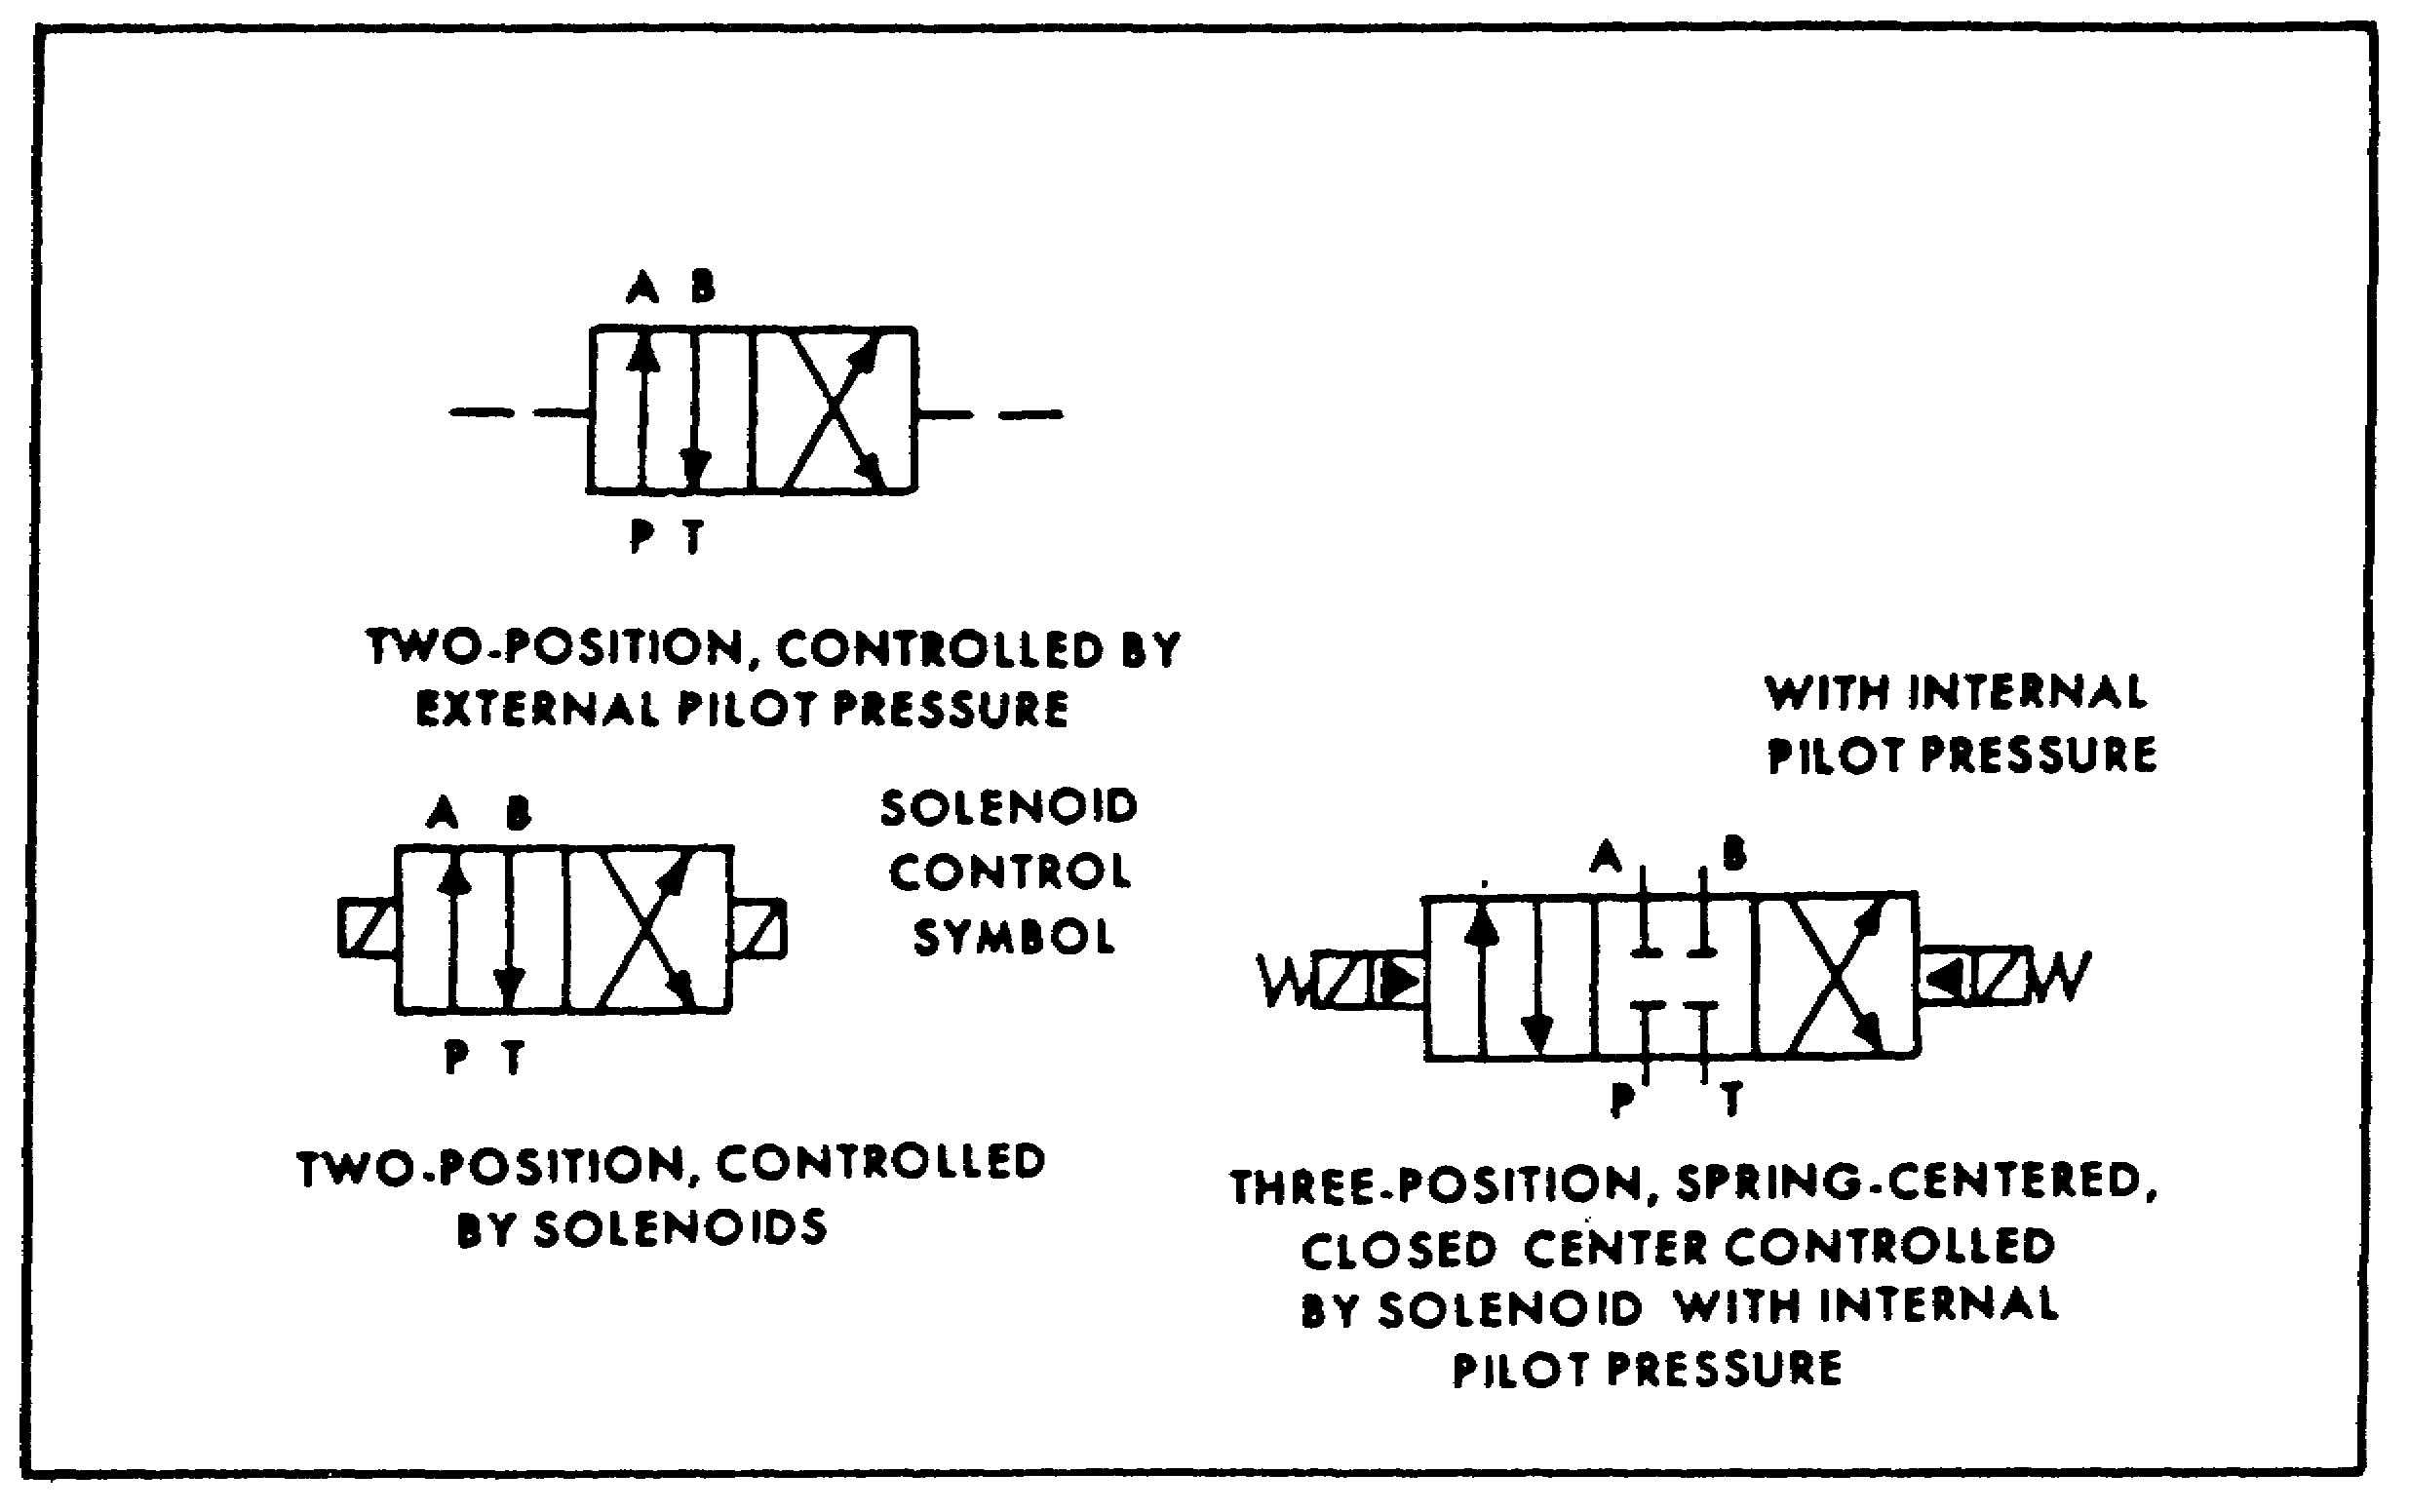 A B
P T
TWO-POSITION, CONTROLLED BY
EXTERNAL PILOT PRESSURE
A B
P T
SOLENOID
CONTROL
SYMBOL
TWO-POSITION, CONTROLLED
BY SOLENOIDS
WITH INTERNAL
PILOT PRESSURE
A B
P T
THREE-POSITION, SPRING-CENTERED,
CLOSED CENTER CONTROLLED
BY SOLENOID WITH INTERNAL
PILOT PRESSURE